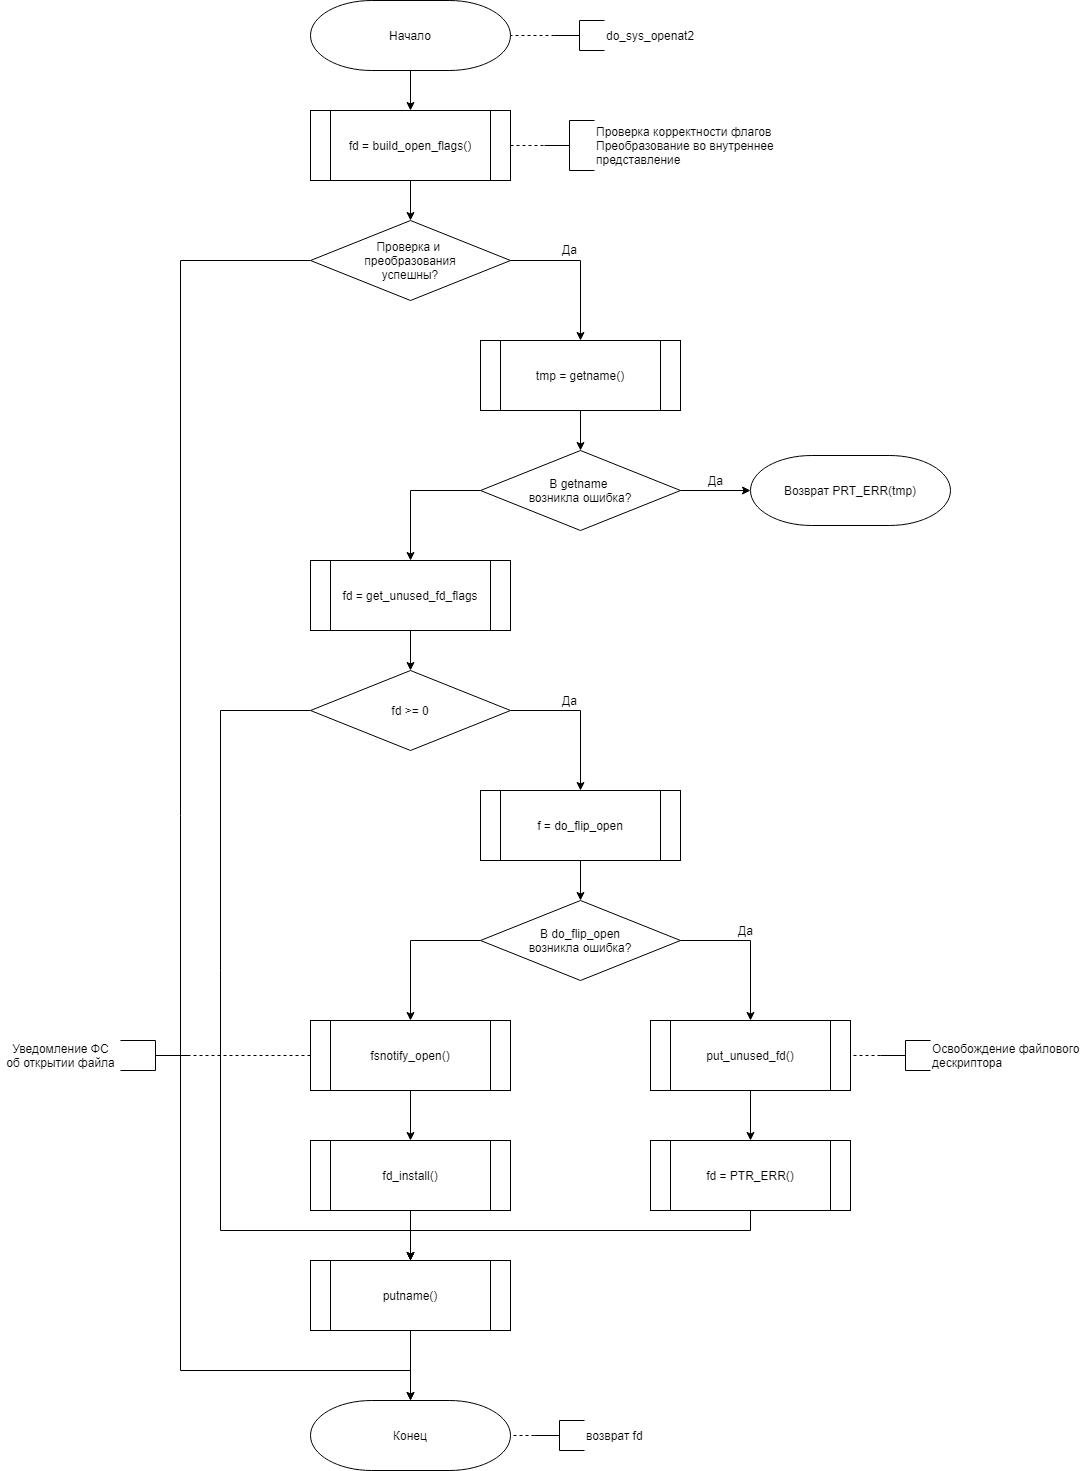 Начало
do_sys_openat2
fd = build_open_flags()
Проверка корректности флагов
Преобразование во внутреннее
представление
Проверка и
преобразования
успешны?
Да
tmp = getname()
В getname
возникла ошибка?
Да
Возврат PRT_ERR(tmp)
fd = get_unused_fd_flags
fd >= 0
Да
f = do_flip_open
В do_flip_open
возникла ошибка?
Да
Уведомление ФС
об открытии файла
fsnotify_open()
put_unused_fd()
Освобождение файлового
дескриптора
fd_install()
fd = PTR_ERR()
putname()
Конец
возврат fd